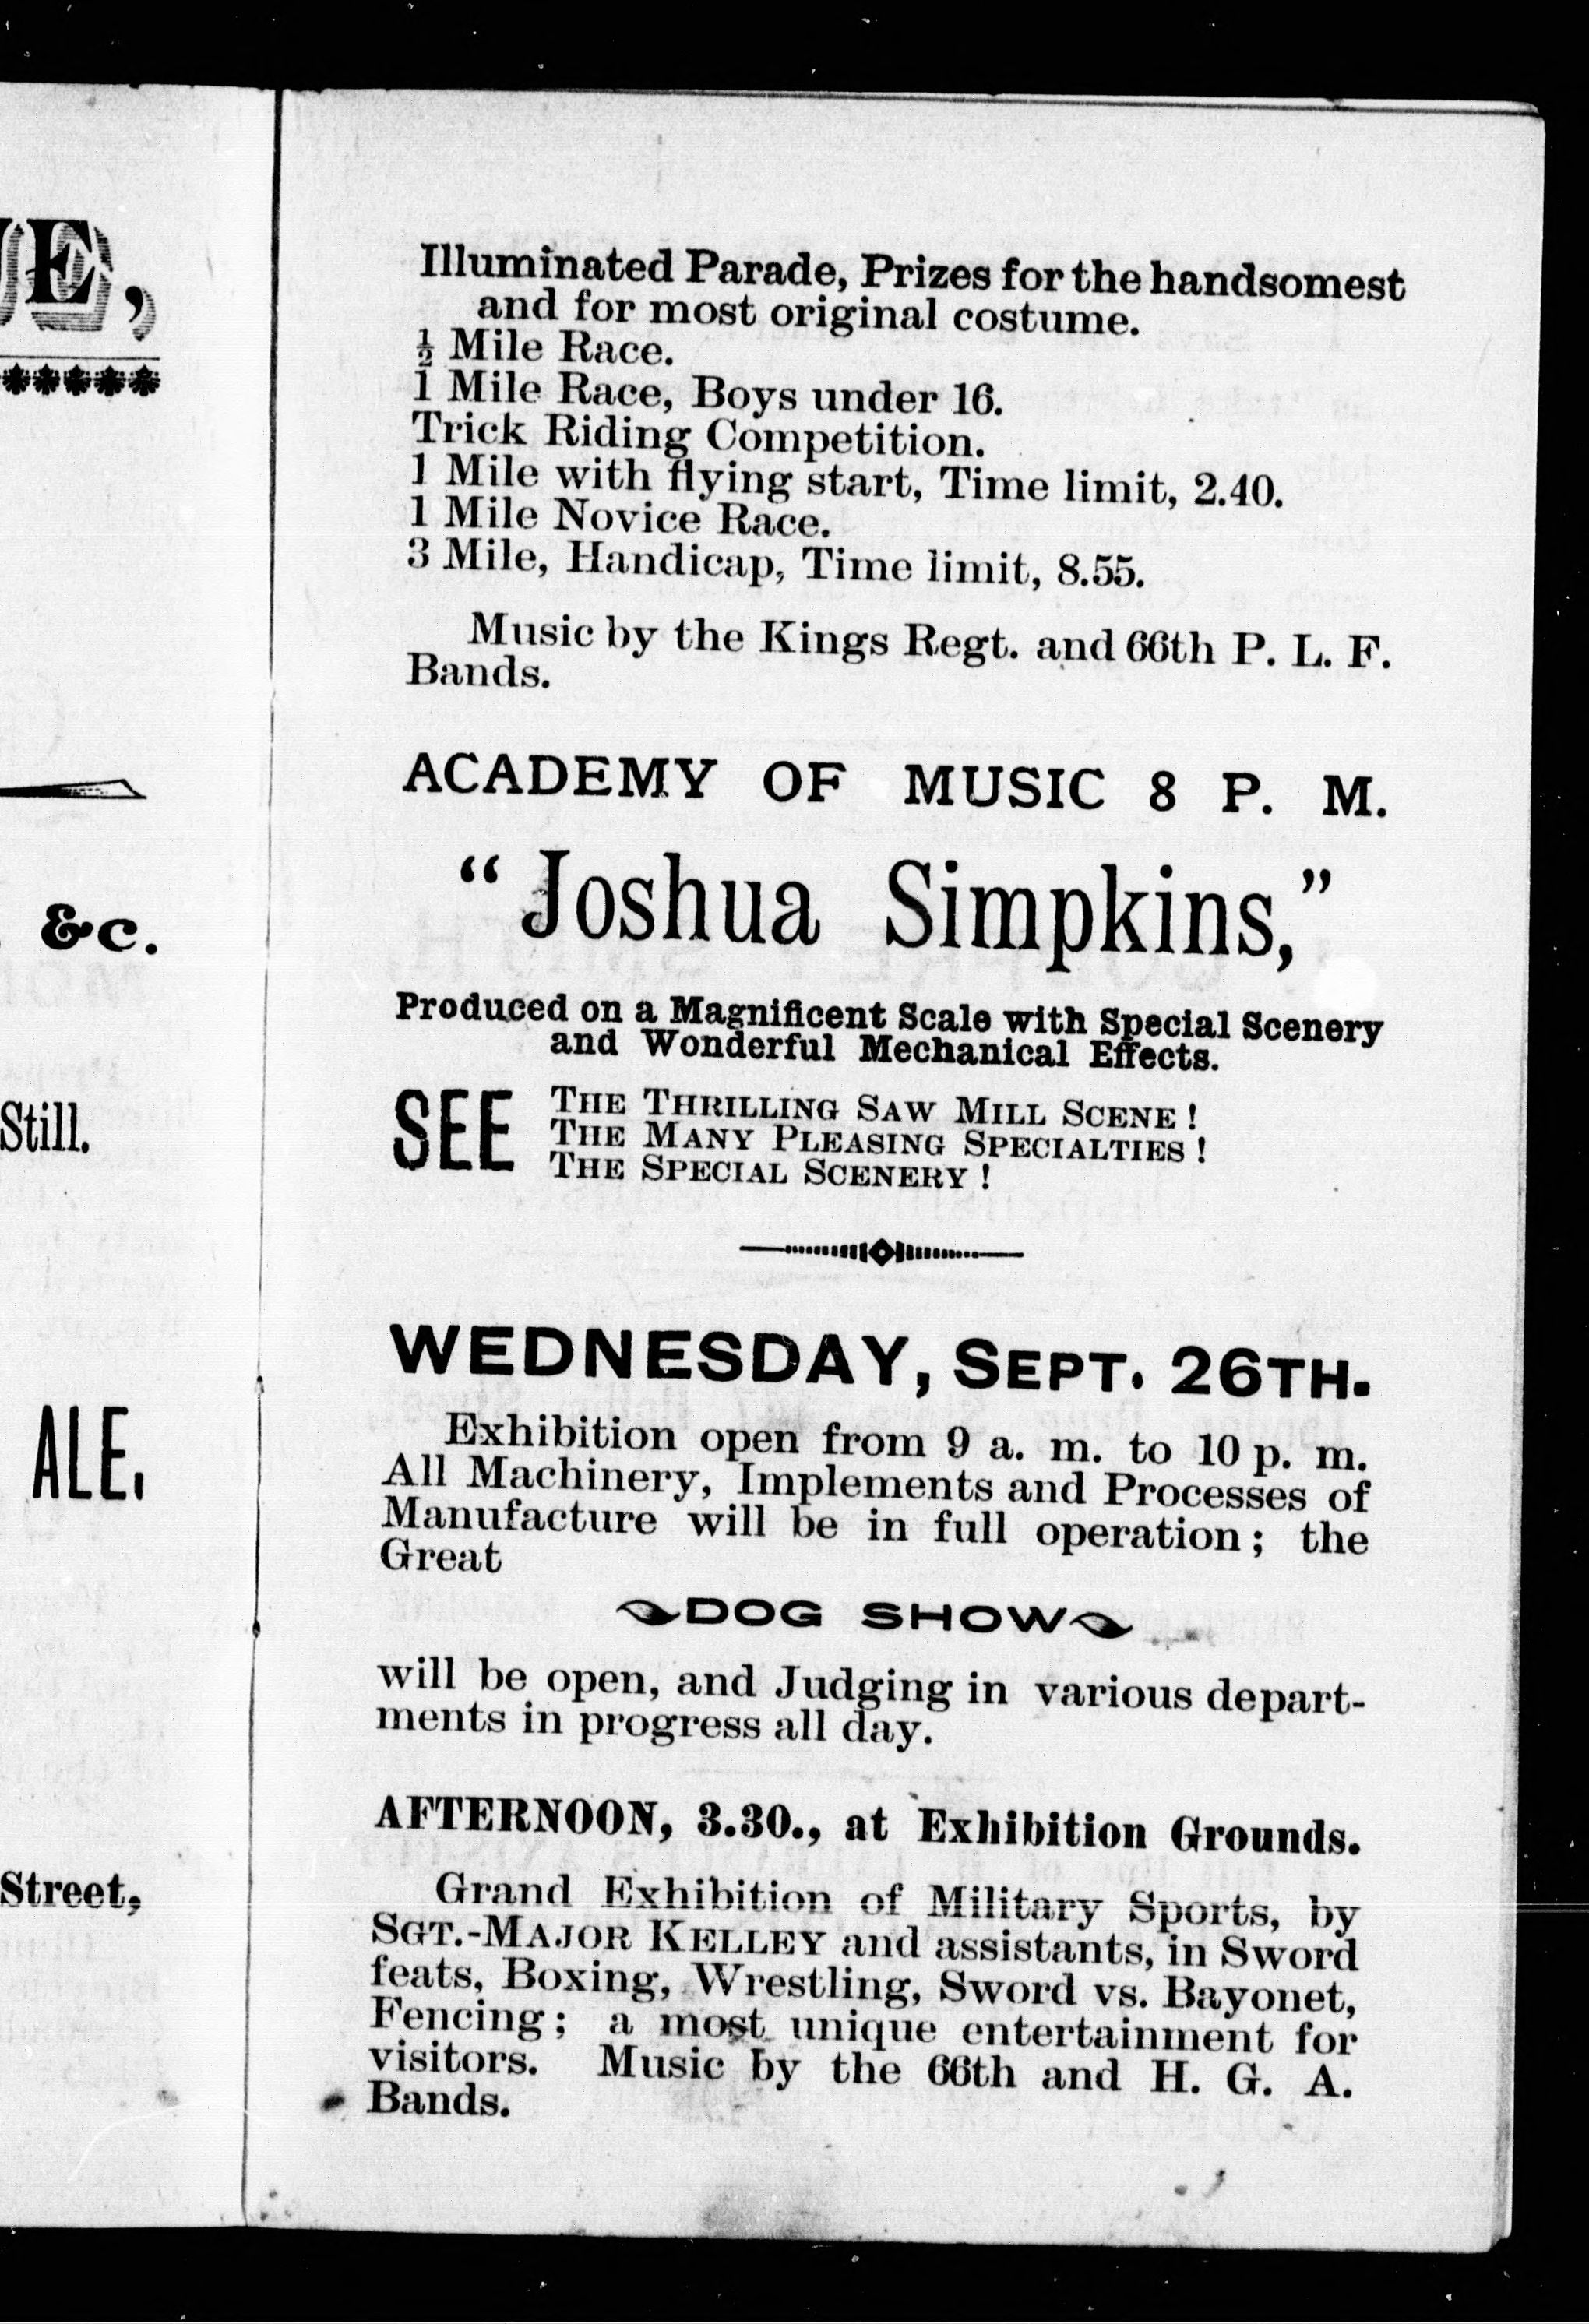 E,
&c.
Still.
ALE,
Street,
Illuminated Parade, Prizes for the handsomest
and for most original costume.
½ Mile Race.
1 Mile Race, Boys under 16.
Trick Riding Competition.
1 Mile with flying start, Time limit, 2.40.
1 Mile Novice Race.
3 Mile, Handicap, Time limit, 8.55.
Music by the Kings Regt. and 66th P. L. F.
Bands.
ACADEMY OF MUSIC 8 P. M.
“Joshua Simpkins,”
Produced on a Magnificent Scale with Special Scenery
and Wonderful Mechanical Effects.
SEE
THE THRILLING SAW MILL SCENE !
THE MANY PLEASING SPECIALTIES !
THE SPECIAL SCENERY !
WEDNESDAY, SEPT. 26TH.
Exhibition open from 9 a. m. to 10 p. m.
All Machinery, Implements and Processes of
Manufacture will be in full operation; the
Great
DOG SHOW
will be open, and Judging in various depart-
ments in progress all day.
AFTERNOON, 3.30., at Exhibition Grounds.
Grand Exhibition of Military Sports, by
SGT.-MAJOR KELLEY and assistants, in Sword
feats, Boxing, Wrestling, Sword vs. Bayonet,
Fencing; a most unique entertainment for
visitors. Music by the 66th and H. G. A.
Bands.